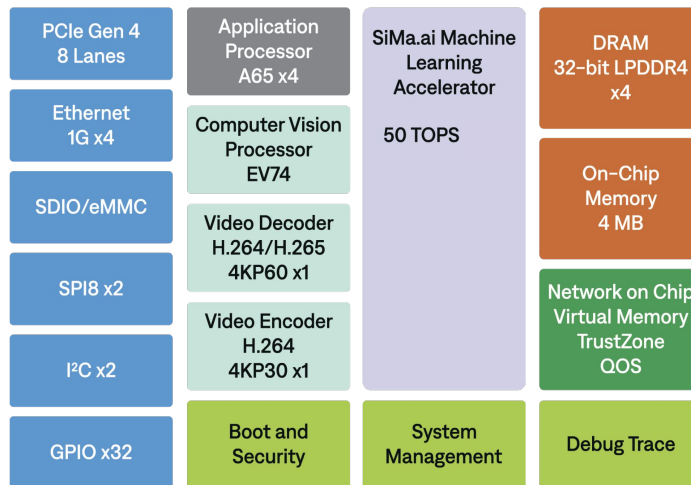 PCIe Gen 4
8 Lanes
Ethernet
1G x4
SDIO/eMMC
SPI8 x2
I²C x2
GPIO x32
Application
Processor
A65 x4
Computer Vision
Processor
EV74
Video Decoder
H.264/H.265
4KP60 x1
Video Encoder
H.264
4KP30 x1
Boot and
Security
SiMa.ai Machine
Learning
Accelerator
50 TOPS
System
Management
DRAM
32-bit LPDDR4
x4
On-Chip
Memory
4 MB
Network on Chip
Virtual Memory
TrustZone
QOS
Debug Trace